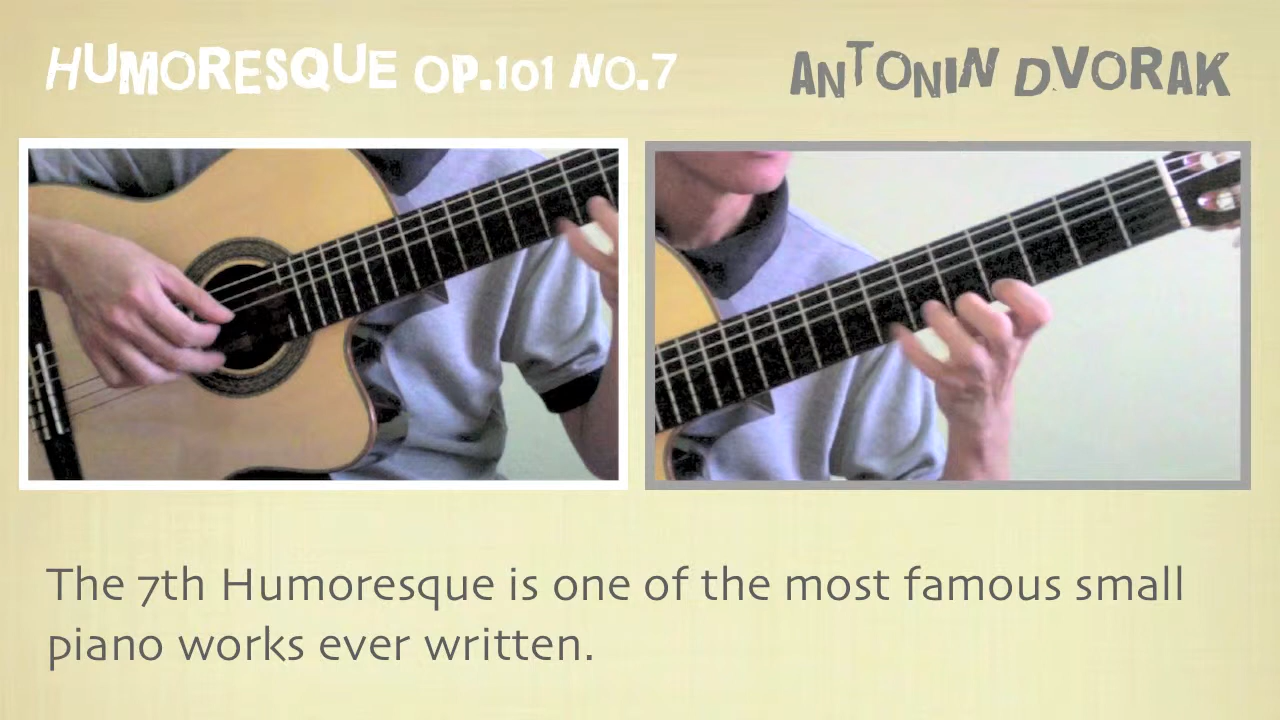 HUMORESQUE OP.101 NO.7
ANTONIN DVORAK
The 7th Humoresque is one of the most famous small
piano works ever written.